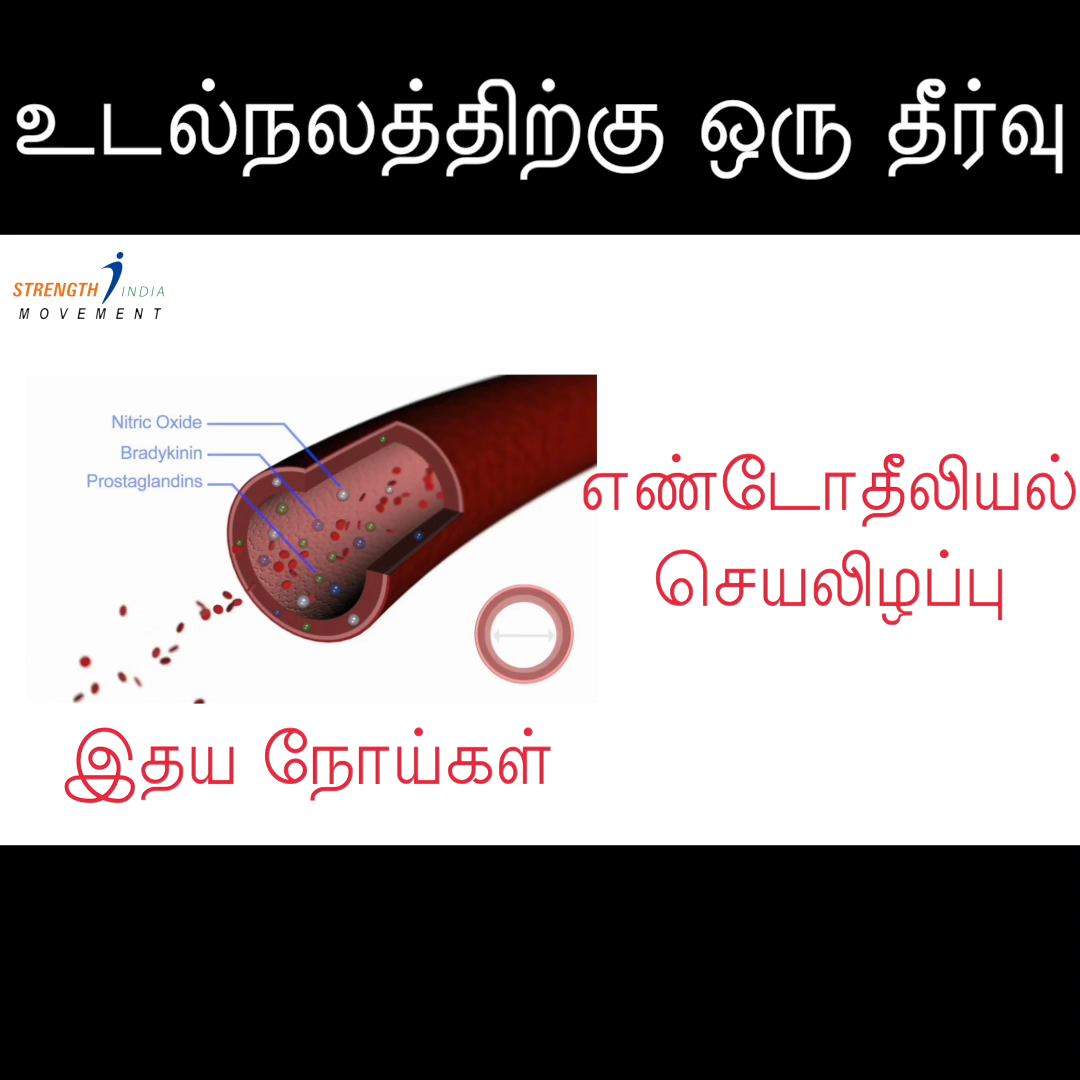 உடல்நலத்திற்கு ஒரு தீர்வு
STRENGTH INDIA
MOVEMENT
Nitric Oxide
Bradykinin
Prostaglandins
எண்டோதீலியல்
செயலிழப்பு
இதய நோய்கள்